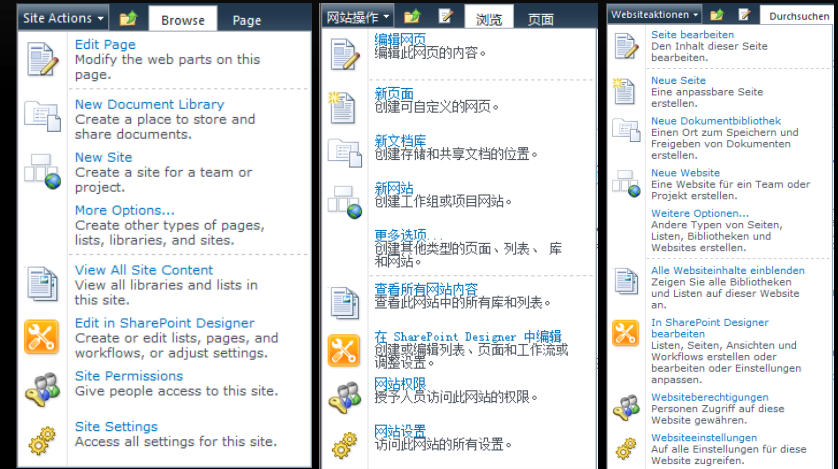 Site Actions
Browse
Page
Edit Page
Modify the web parts on this
page.
New Document Library
Create a place to store and
share documents.
New Site
Create a site for a team or
project.
More Options...
Create other types of pages,
lists, libraries, and sites.
View All Site Content
View all libraries and lists in
this site.
Edit in SharePoint Designer
Create or edit lists, pages, and
workflows, or adjust settings.
Site Permissions
Give people access to this site.
Site Settings
Access all settings for this site.
网站操作
浏览
页面
编辑网页
编辑此网页的内容。
新页面
创建可自定义的网页。
新文档库
创建存储和共享文档的位置。
新网站
创建工作组或项目网站。
更多选项...
创建其他类型的页面、列表、 库
和网站。
查看所有网站内容
查看此网站中的所有库和列表。
在 SharePoint Designer 中编辑
创建或编辑列表、页面和工作流或
调整设置。
网站权限
授予人员访问此网站的权限。
网站设置
访问此网站的所有设置。
Websiteaktionen
Durchsuchen
Seite bearbeiten
Den Inhalt dieser Seite
bearbeiten.
Neue Seite
Eine anpassbare Seite
erstellen.
Neue Dokumentbibliothek
Einen Ort zum Speichern und
Freigeben von Dokumenten
erstellen.
Neue Website
Eine Website für ein Team oder
Projekt erstellen.
Weitere Optionen...
Andere Typen von Seiten,
Listen, Bibliotheken und
Websites erstellen.
Alle Websiteinhalte einblenden
Zeigen Sie alle Bibliotheken
und Listen auf dieser Website
an.
In SharePoint Designer
bearbeiten
Listen, Seiten, Ansichten und
Workflows erstellen oder
bearbeiten oder Einstellungen
anpassen.
Websiteberechtigungen
Personen Zugriff auf diese
Website gewähren.
Websiteeinstellungen
Auf alle Einstellungen für diese
Website zugreifen.